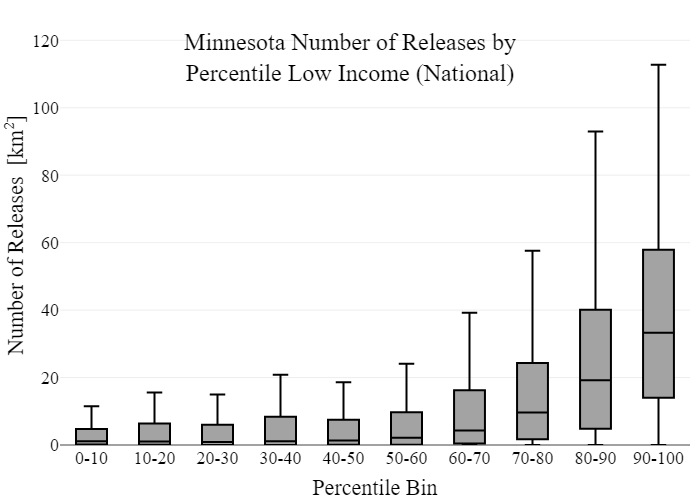 Minnesota Number of Releases by
Percentile Low Income (National)
Number of Releases [km²]
120
100
80
60
40
20
0
0-10 10-20 20-30 30-40 40-50 50-60 60-70 70-80 80-90 90-100
Percentile Bin